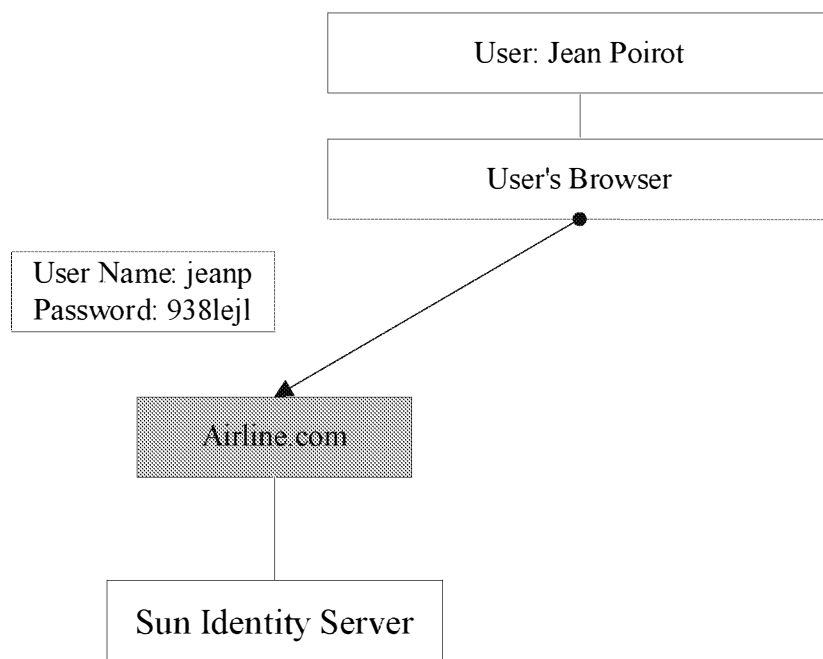 User: Jean Poirot
User's Browser
User Name: jeanp
Password: 938lejl
Airline.com
Sun Identity Server